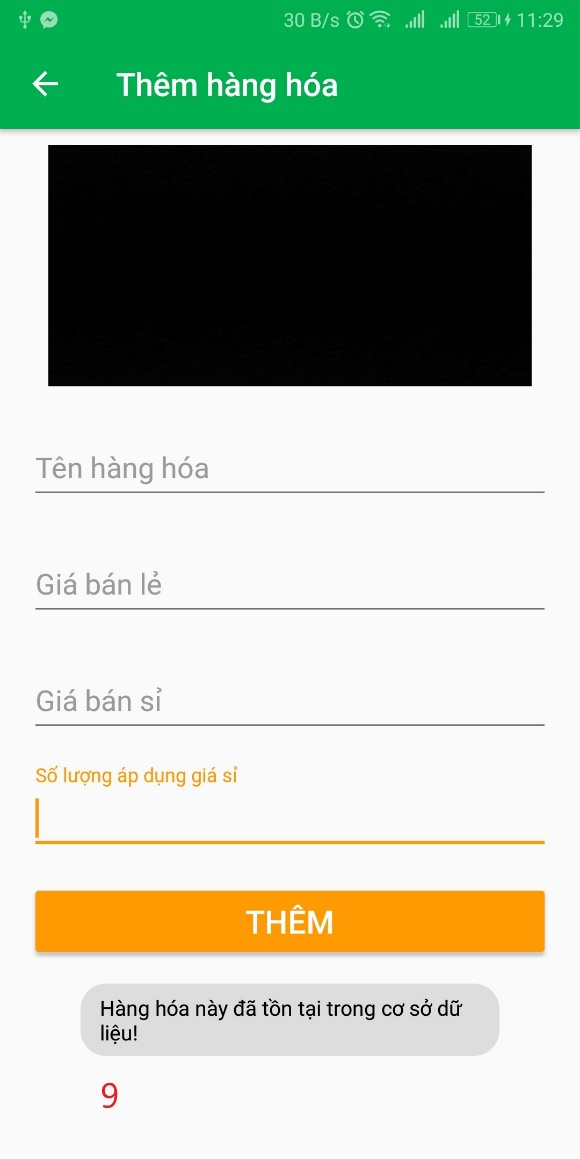 30 B/s 52 11:29
Thêm hàng hóa
Tên hàng hóa
Giá bán lẻ
Giá bán sỉ
Số lượng áp dụng giá sỉ
THÊM
Hàng hóa này đã tồn tại trong cơ sở dữ
liệu!
9